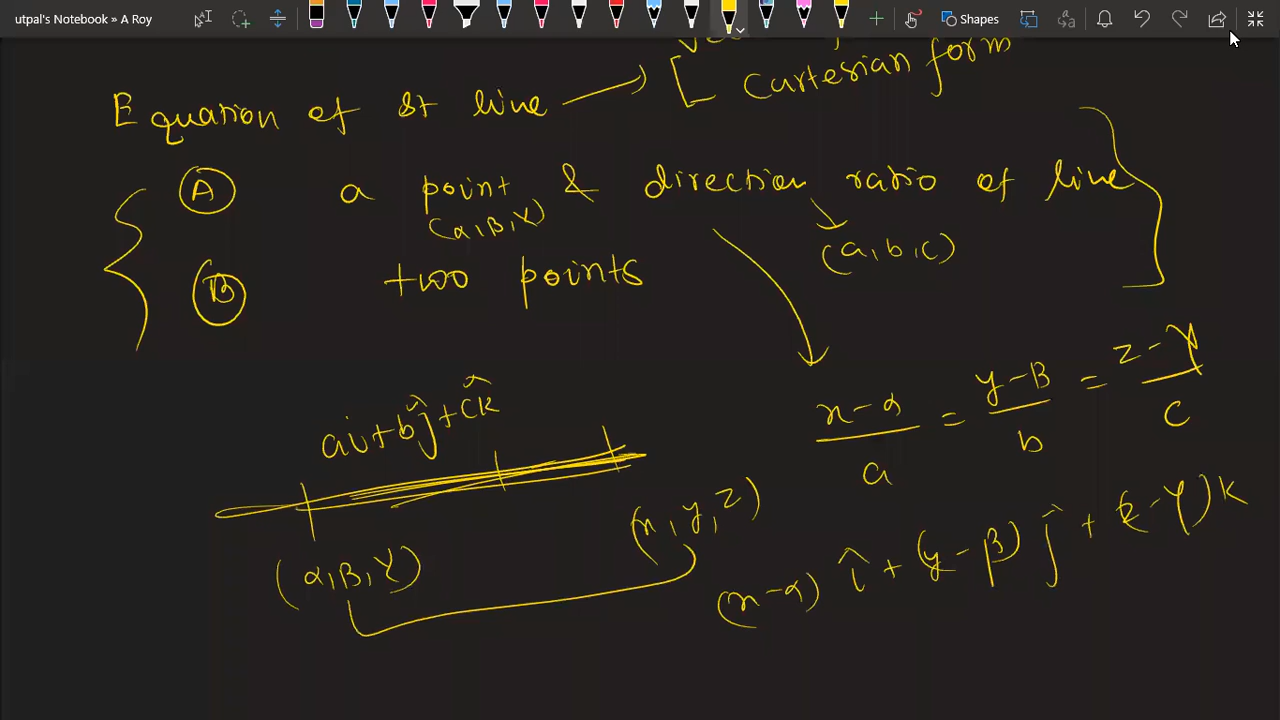 utpal's Notebook » A Roy
Shapes
Cartesian form
Equation of st line → [
(A) a point & direction ratio of line
(α, β, γ) (a, b, c)
(B) two points
ai + bĵ + ck̂
x-α/a = y-β/b = z-γ/c
(x, y, z)
(α, β, γ)
(x-α) î + (y-β) ĵ + (z-γ) k